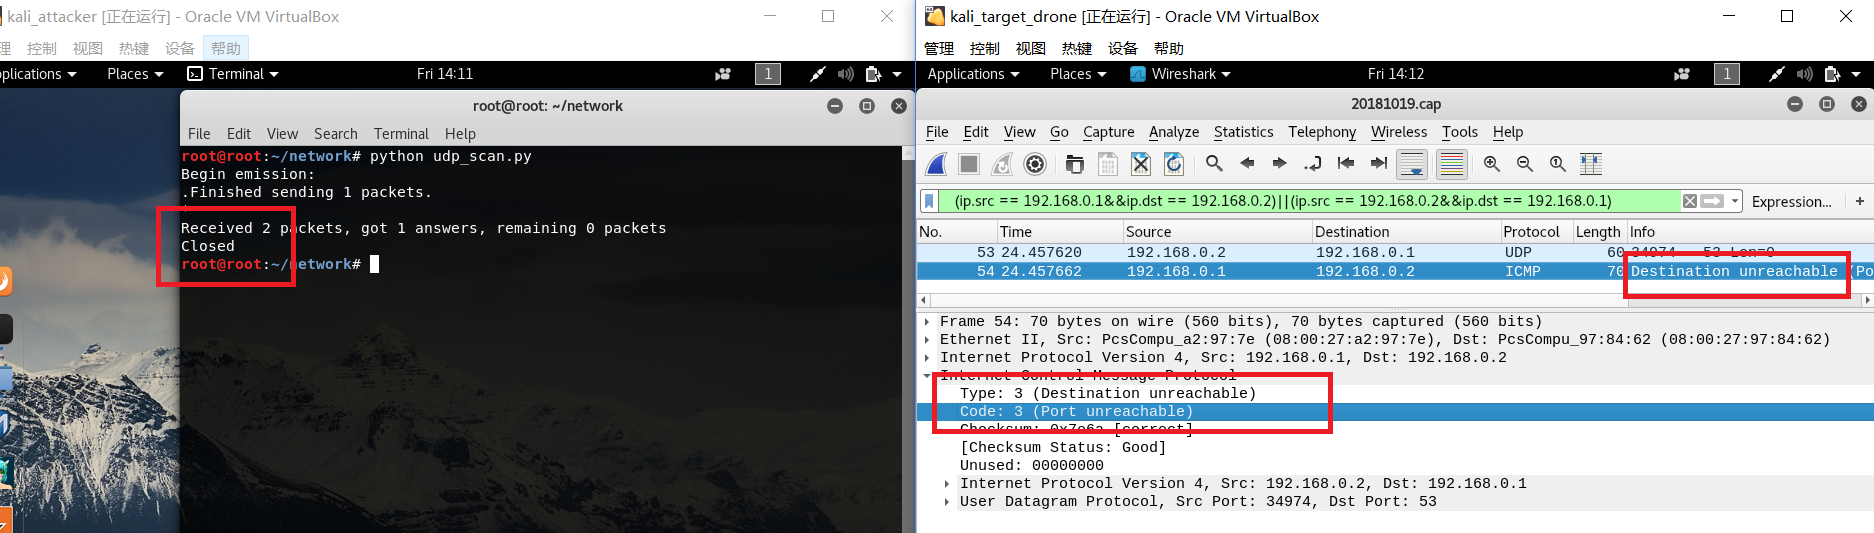 kali_attacker [正在运行] - Oracle VM VirtualBox
理 控制 视图 热键 设备 帮助
pplications Places Terminal Fri 14:11 1
root@root: ~/network
File Edit View Search Terminal Help
root@root:~/network# python udp_scan.py
Begin emission:
.Finished sending 1 packets.
Received 2 packets, got 1 answers, remaining 0 packets
Closed
root@root:~/network#
kali_target_drone [正在运行] - Oracle VM VirtualBox
管理 控制 视图 热键 设备 帮助
Applications Places Wireshark Fri 14:12 1
20181019.cap
File Edit View Go Capture Analyze Statistics Telephony Wireless Tools Help
(ip.src == 192.168.0.1&&ip.dst == 192.168.0.2)||(ip.src == 192.168.0.2&&ip.dst == 192.168.0.1) Expression... +
No. Time Source Destination Protocol Length Info
53 24.457620 192.168.0.2 192.168.0.1 UDP 60 34974 53 Len=0
54 24.457662 192.168.0.1 192.168.0.2 ICMP 70 Destination unreachable (Po
Frame 54: 70 bytes on wire (560 bits), 70 bytes captured (560 bits)
Ethernet II, Src: PcsCompu_a2:97:7e (08:00:27:a2:97:7e), Dst: PcsCompu_97:84:62 (08:00:27:97:84:62)
Internet Protocol Version 4, Src: 192.168.0.1, Dst: 192.168.0.2
Internet Control Message Protocol
Type: 3 (Destination unreachable)
Code: 3 (Port unreachable)
Checksum: [correct]
[Checksum Status: Good]
Unused: 00000000
Internet Protocol Version 4, Src: 192.168.0.2, Dst: 192.168.0.1
User Datagram Protocol, Src Port: 34974, Dst Port: 53